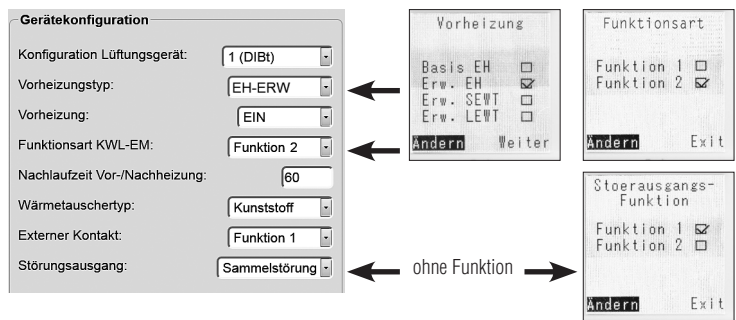 Gerätekonfiguration
Konfiguration Lüftungsgerät: 1 (DIBt)
Vorheizungstyp: EH-ERW
Vorheizung: EIN
Funktionsart KWL-EM: Funktion 2
Nachlaufzeit Vor-/Nachheizung: 60
Wärmetauschertyp: Kunststoff
Externer Kontakt: Funktion 1
Störungsausgang: Sammelstörung
ohne Funktion
Vorheizung
Basis EH
Erw. EH
Erw. SEWT
Erw. LEWT
Ändern Weiter
Funktionsart
Funktion 1
Funktion 2
Ändern Exit
Stoerausgangs-
Funktion
Funktion 1
Funktion 2
Ändern Exit